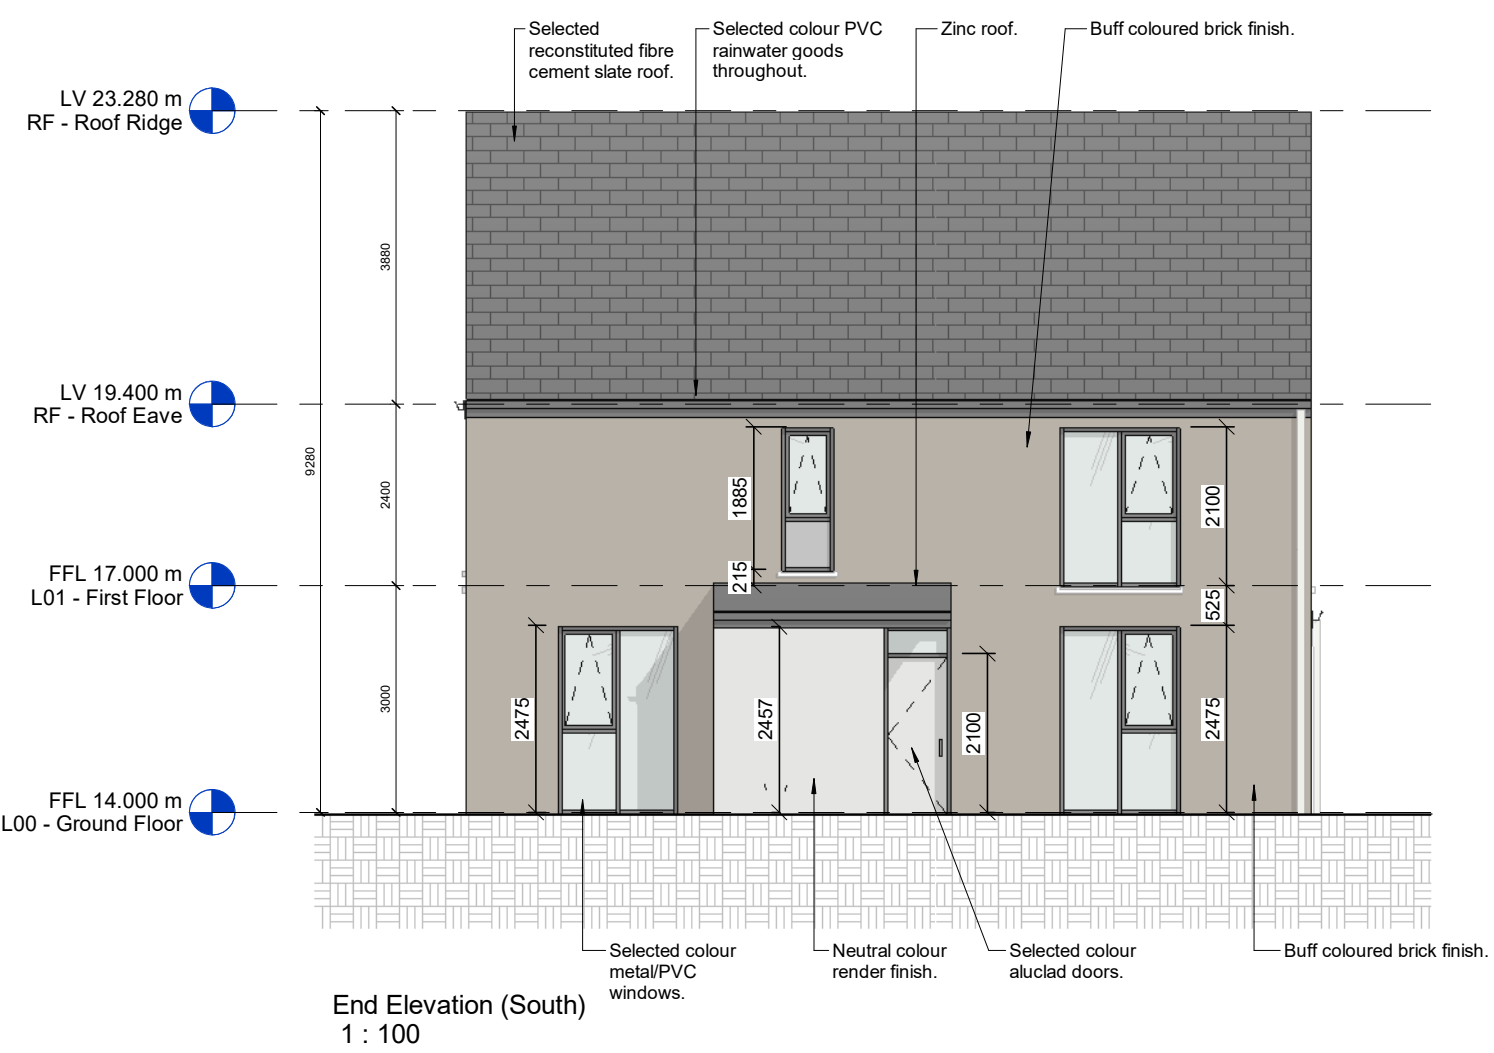 Selected
reconstituted fibre
cement slate roof.
Selected colour PVC
rainwater goods
throughout.
Zinc roof.
Buff coloured brick finish.
LV 23.280 m
RF - Roof Ridge
LV 19.400 m
RF - Roof Eave
FFL 17.000 m
L01 - First Floor
FFL 14.000 m
L00 - Ground Floor
9280
3880
2400
3000
1885
215
2100
525
2475
2457
2100
2475
Selected colour
metal/PVC
windows.
Neutral colour
render finish.
Selected colour
aluclad doors.
Buff coloured brick finish.
End Elevation (South)
1 : 100